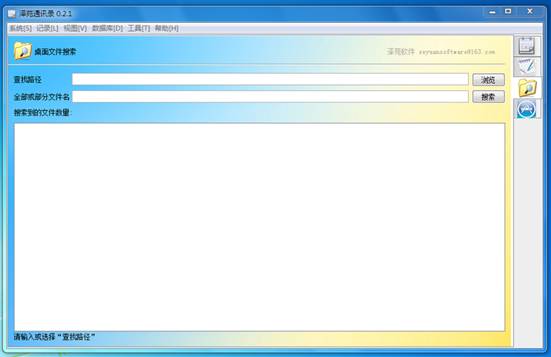 泽苑通讯录 0.2.1
系统[S] 记录[L] 视图[V] 数据库[D] 工具[T] 帮助[H]
桌面文件搜索
泽苑软件 zeyuansoftware@163.com
查找路径
浏览
全部或部分文件名
搜索
搜索到的文件数量:
请输入或选择“查找路径”